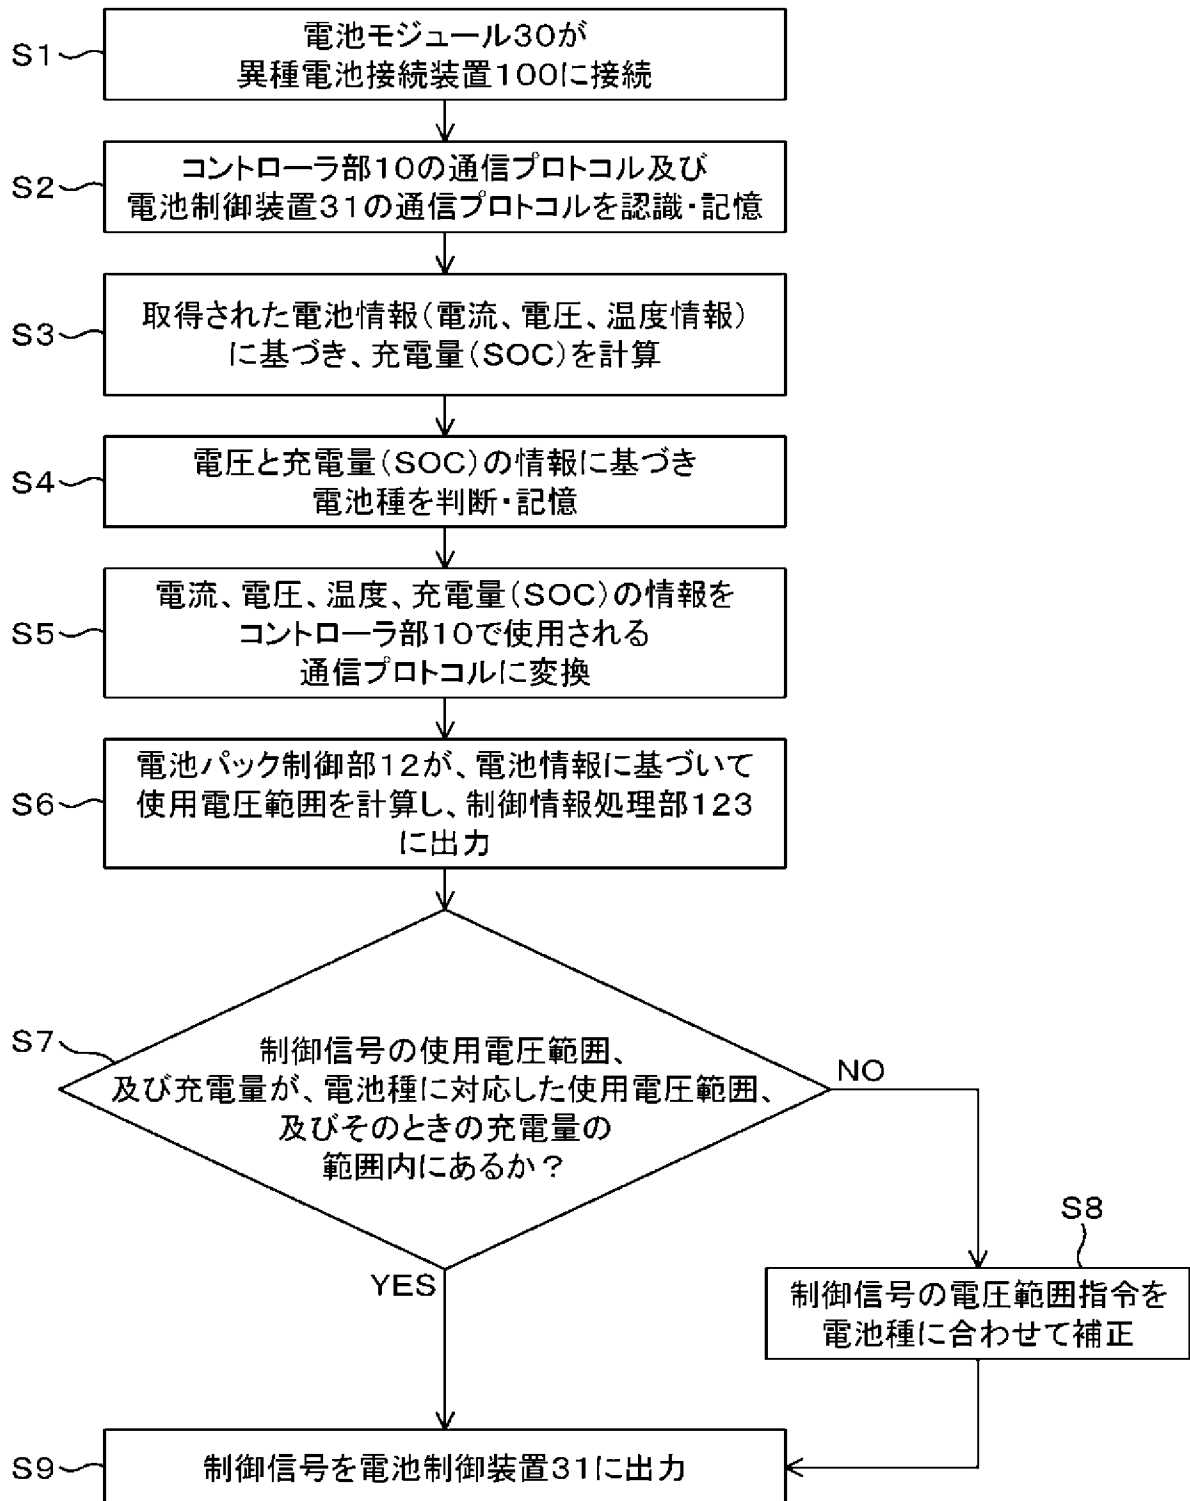 S1
電池モジュール30が
異種電池接続装置100に接続
S2
コントローラ部10の通信プロトコル及び
電池制御装置31の通信プロトコルを認識・記憶
S3
取得された電池情報(電流、電圧、温度情報)
に基づき、充電量(SOC)を計算
S4
電圧と充電量(SOC)の情報に基づき
電池種を判断・記憶
S5
電流、電圧、温度、充電量(SOC)の情報を
コントローラ部10で使用される
通信プロトコルに変換
S6
電池パック制御部12が、電池情報に基づいて
使用電圧範囲を計算し、制御情報処理部123
に出力
S7
制御信号の使用電圧範囲、
及び充電量が、電池種に対応した使用電圧範囲、
及びそのときの充電量の
範囲内にあるか?
NO
YES
S8
制御信号の電圧範囲指令を
電池種に合わせて補正
S9
制御信号を電池制御装置31に出力